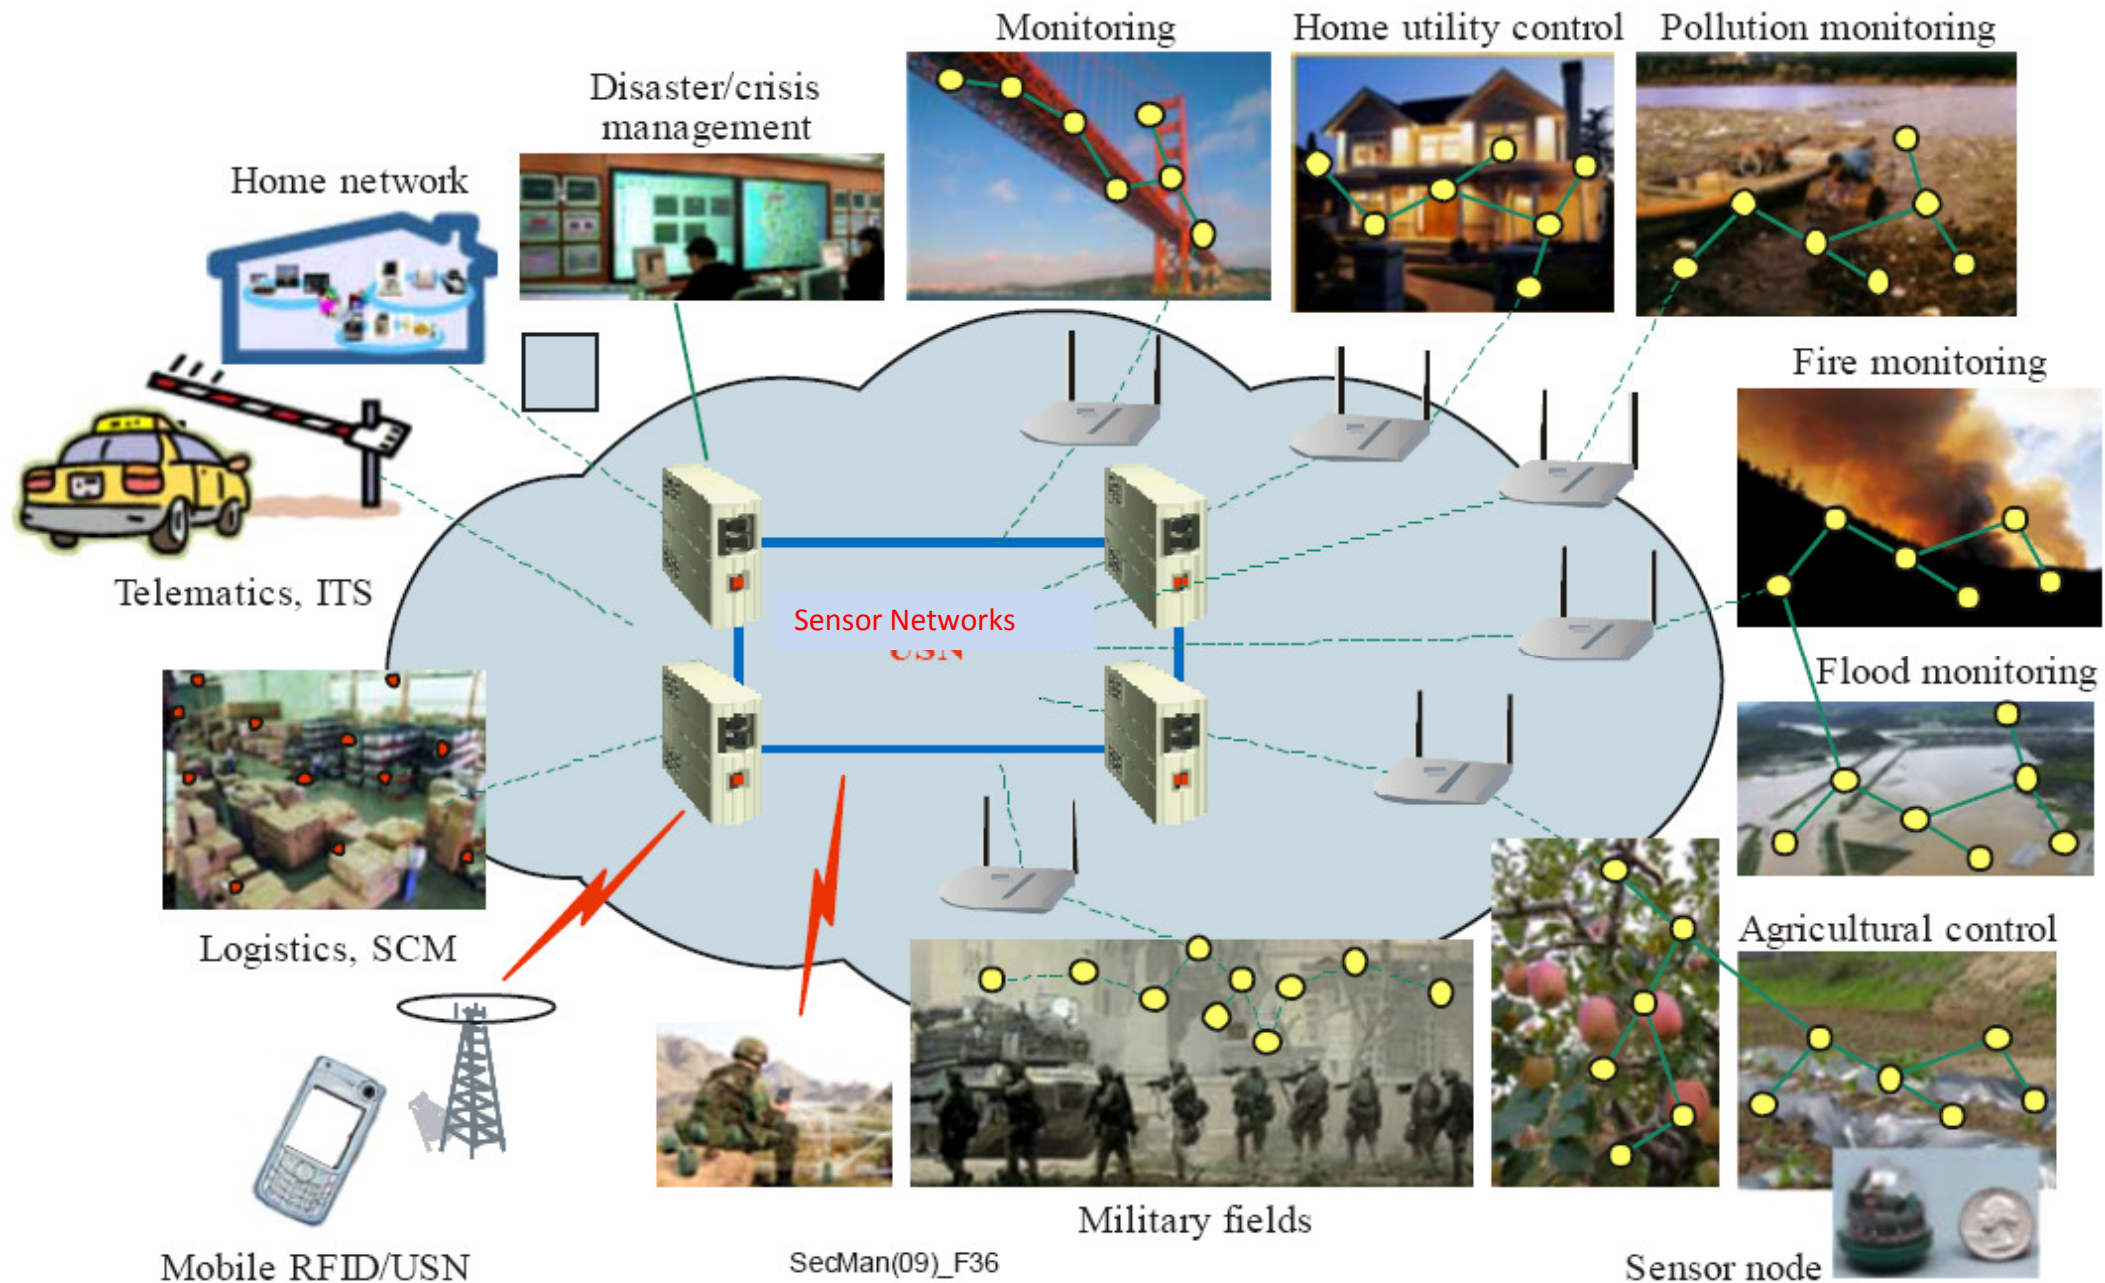 Monitoring
Home utility control
Pollution monitoring
Disaster/crisis
management
Home network
Fire monitoring
Telematics, ITS
Sensor Networks
USN
Flood monitoring
Logistics, SCM
Agricultural control
Military fields
Mobile RFID/USN
SecMan(09)_F36
Sensor node